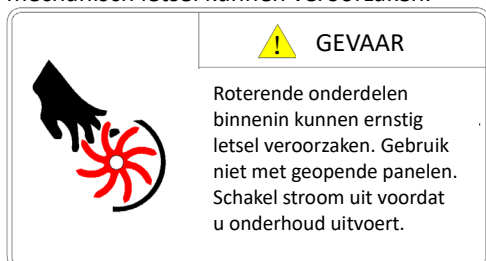 mechanisch letsel kunnen veroorzaken.
GEVAAR
Roterende onderdelen
binnenin kunnen ernstig
letsel veroorzaken. Gebruik
niet met geopende panelen.
Schakel stroom uit voordat
u onderhoud uitvoert.